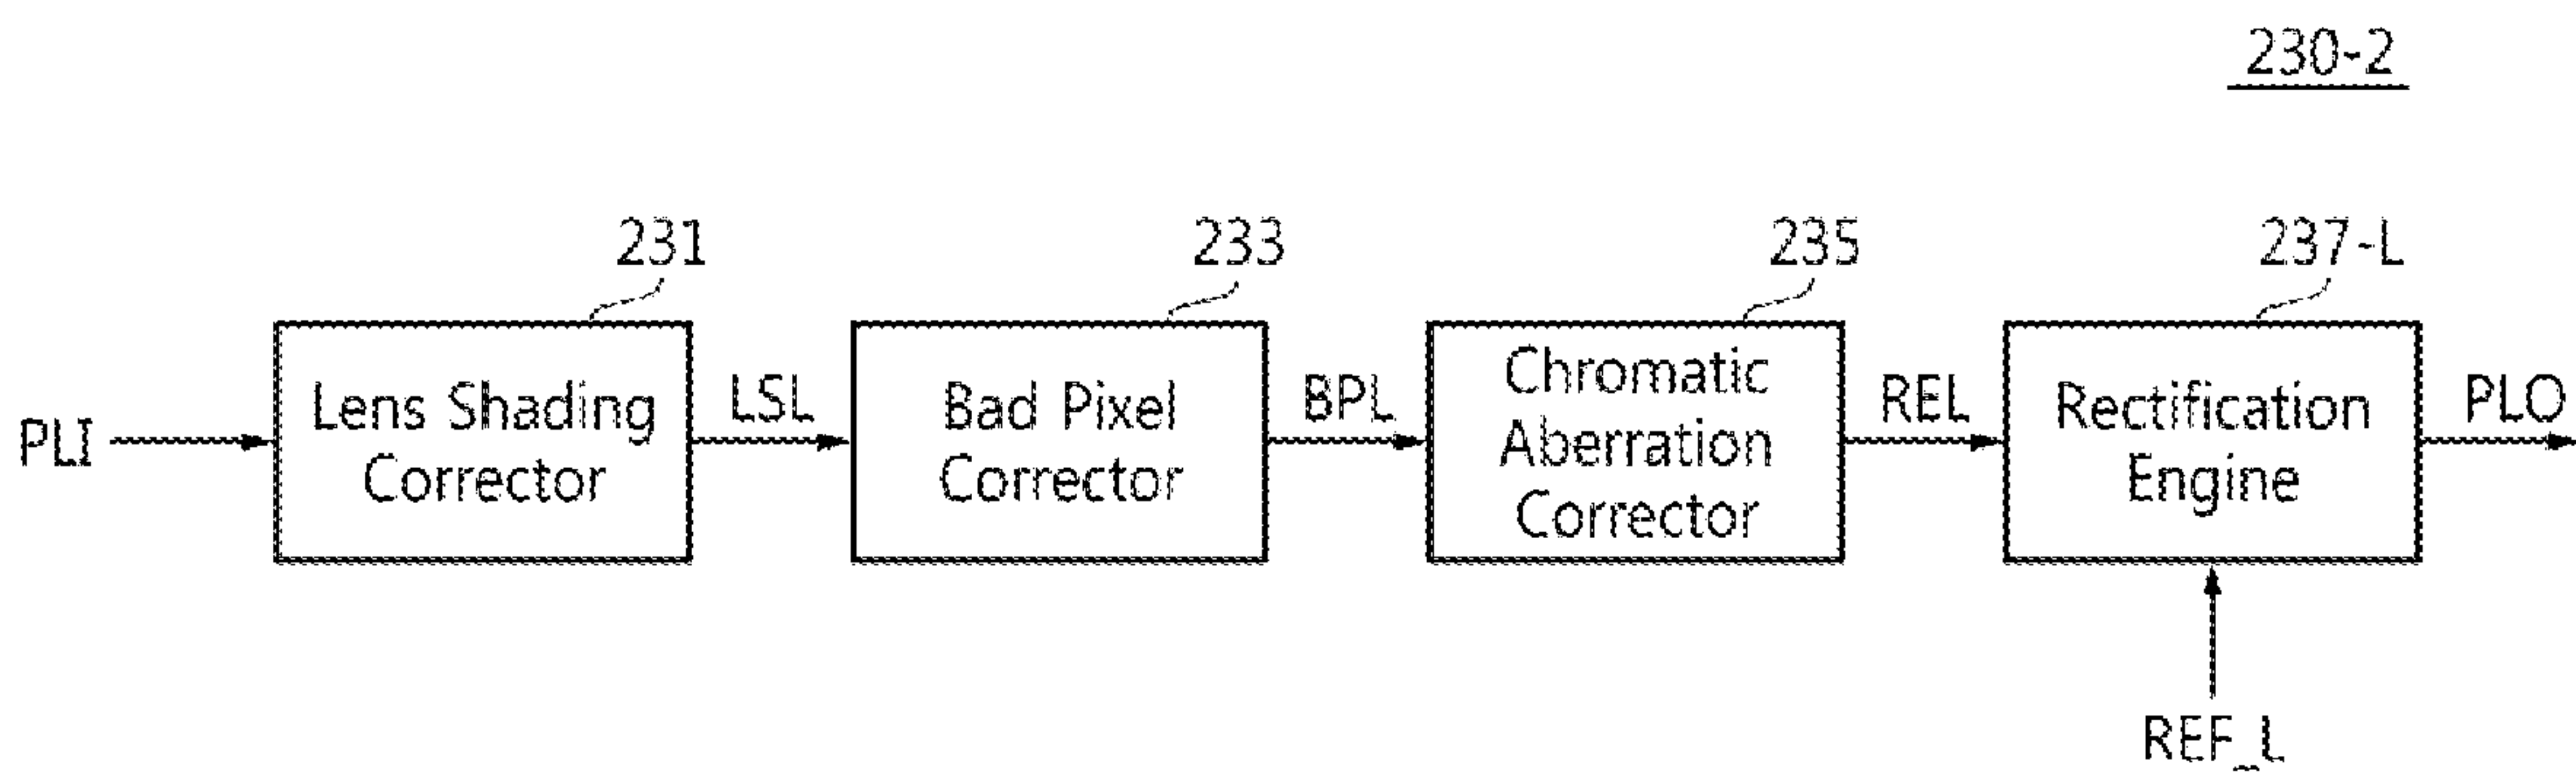 230-2
231
233
235
237-L
PLI
Lens Shading
Corrector
LSL
Bad Pixel
Corrector
BPL
Chromatic
Aberration
Corrector
REL
Rectification
Engine
PLO
REF_L